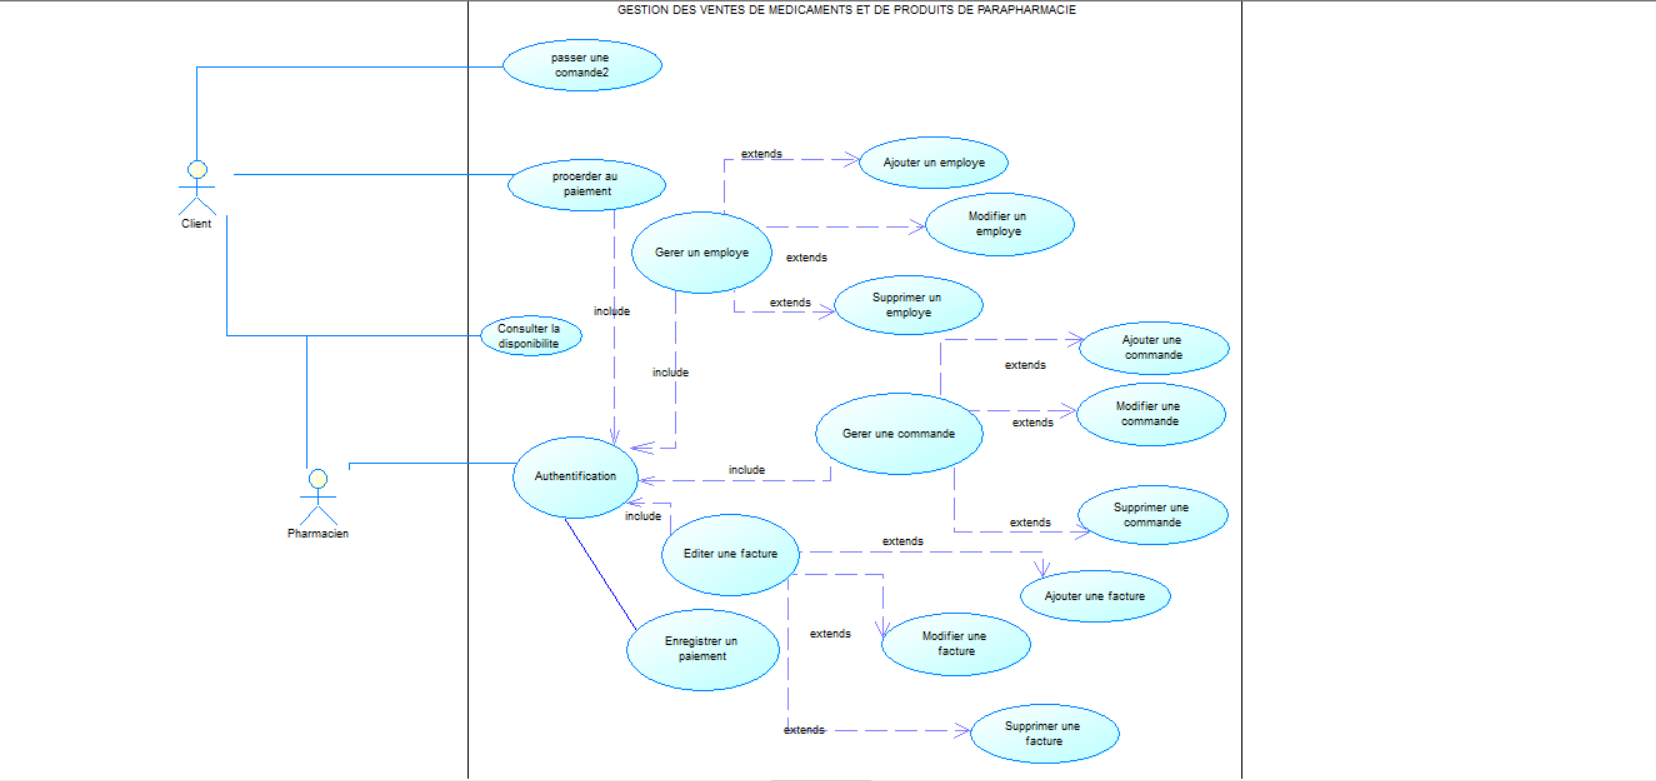 GESTION DES VENTES DE MEDICAMENTS ET DE PRODUITS DE PARAPHARMACIE
passer une
comande2
extends
Ajouter un employe
procerder au
paiement
Client
Modifier un
employe
Gerer un employe
extends
Supprimer un
employe
extends
include
Consulter la
disponibilite
Ajouter une
commande
extends
include
Modifier une
commande
extends
Gerer une commande
include
Authentification
Supprimer une
commande
extends
include
Pharmacien
extends
Editer une facture
Ajouter une facture
extends
Modifier une
facture
Enregistrer un
paiement
extends
Supprimer une
facture